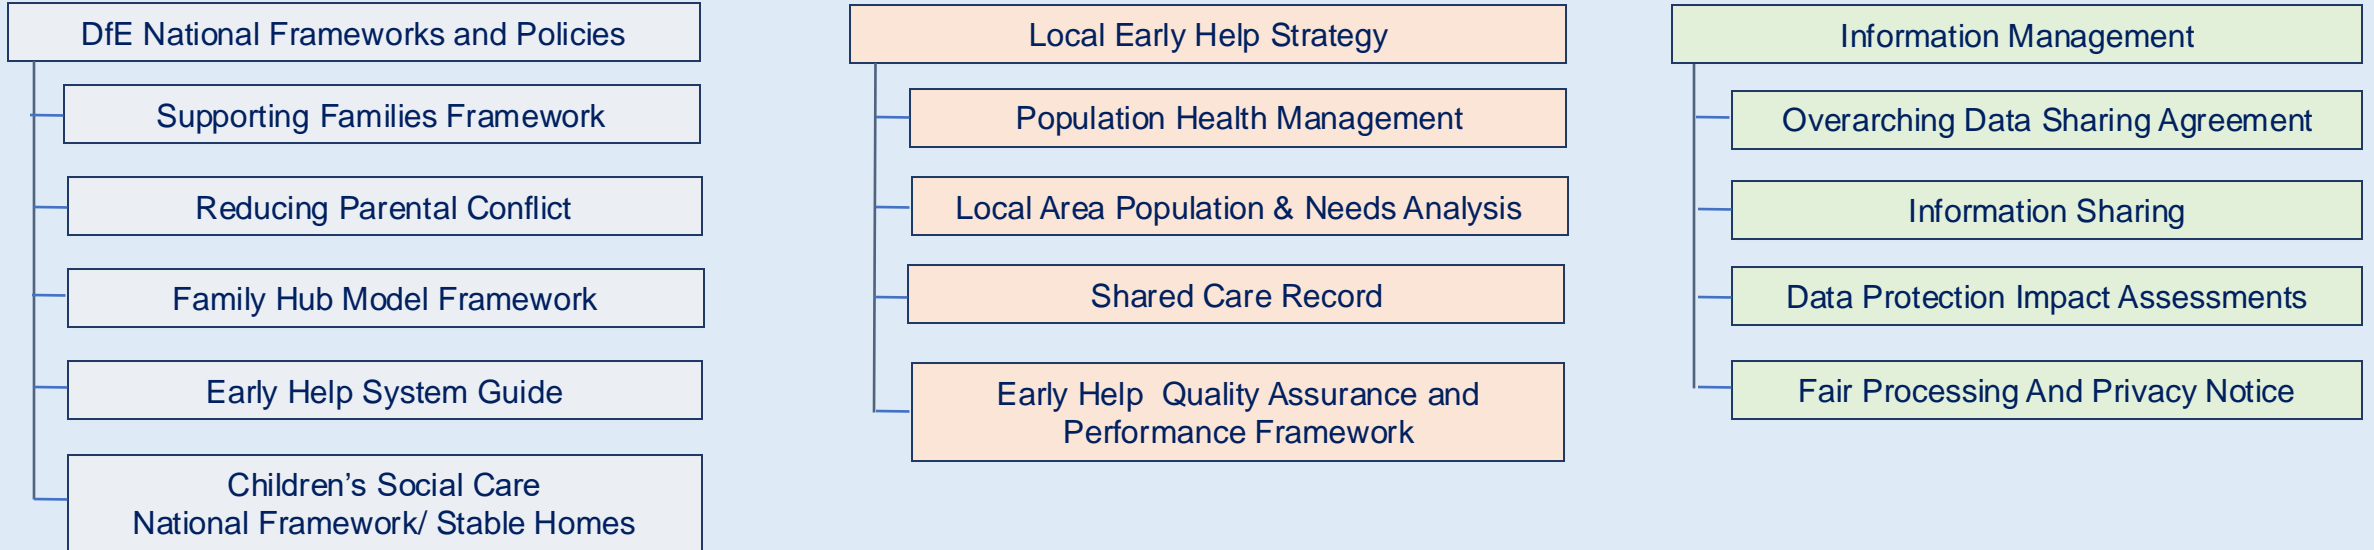 DfE National Frameworks and Policies
Supporting Families Framework
Reducing Parental Conflict
Family Hub Model Framework
Early Help System Guide
Children’s Social Care
National Framework/ Stable Homes
Local Early Help Strategy
Population Health Management
Local Area Population & Needs Analysis
Shared Care Record
Early Help  Quality Assurance and
Performance Framework
Information Management
Overarching Data Sharing Agreement
Information Sharing
Data Protection Impact Assessments
Fair Processing And Privacy Notice